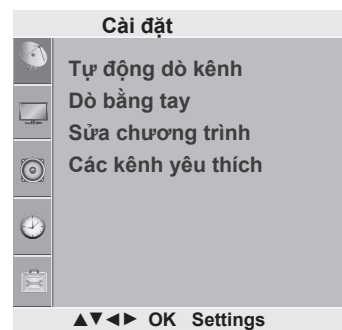 Cài đặt
Tự động dò kênh
Dò bằng tay
Sửa chương trình
Các kênh yêu thích
▲▼◄► OK Settings